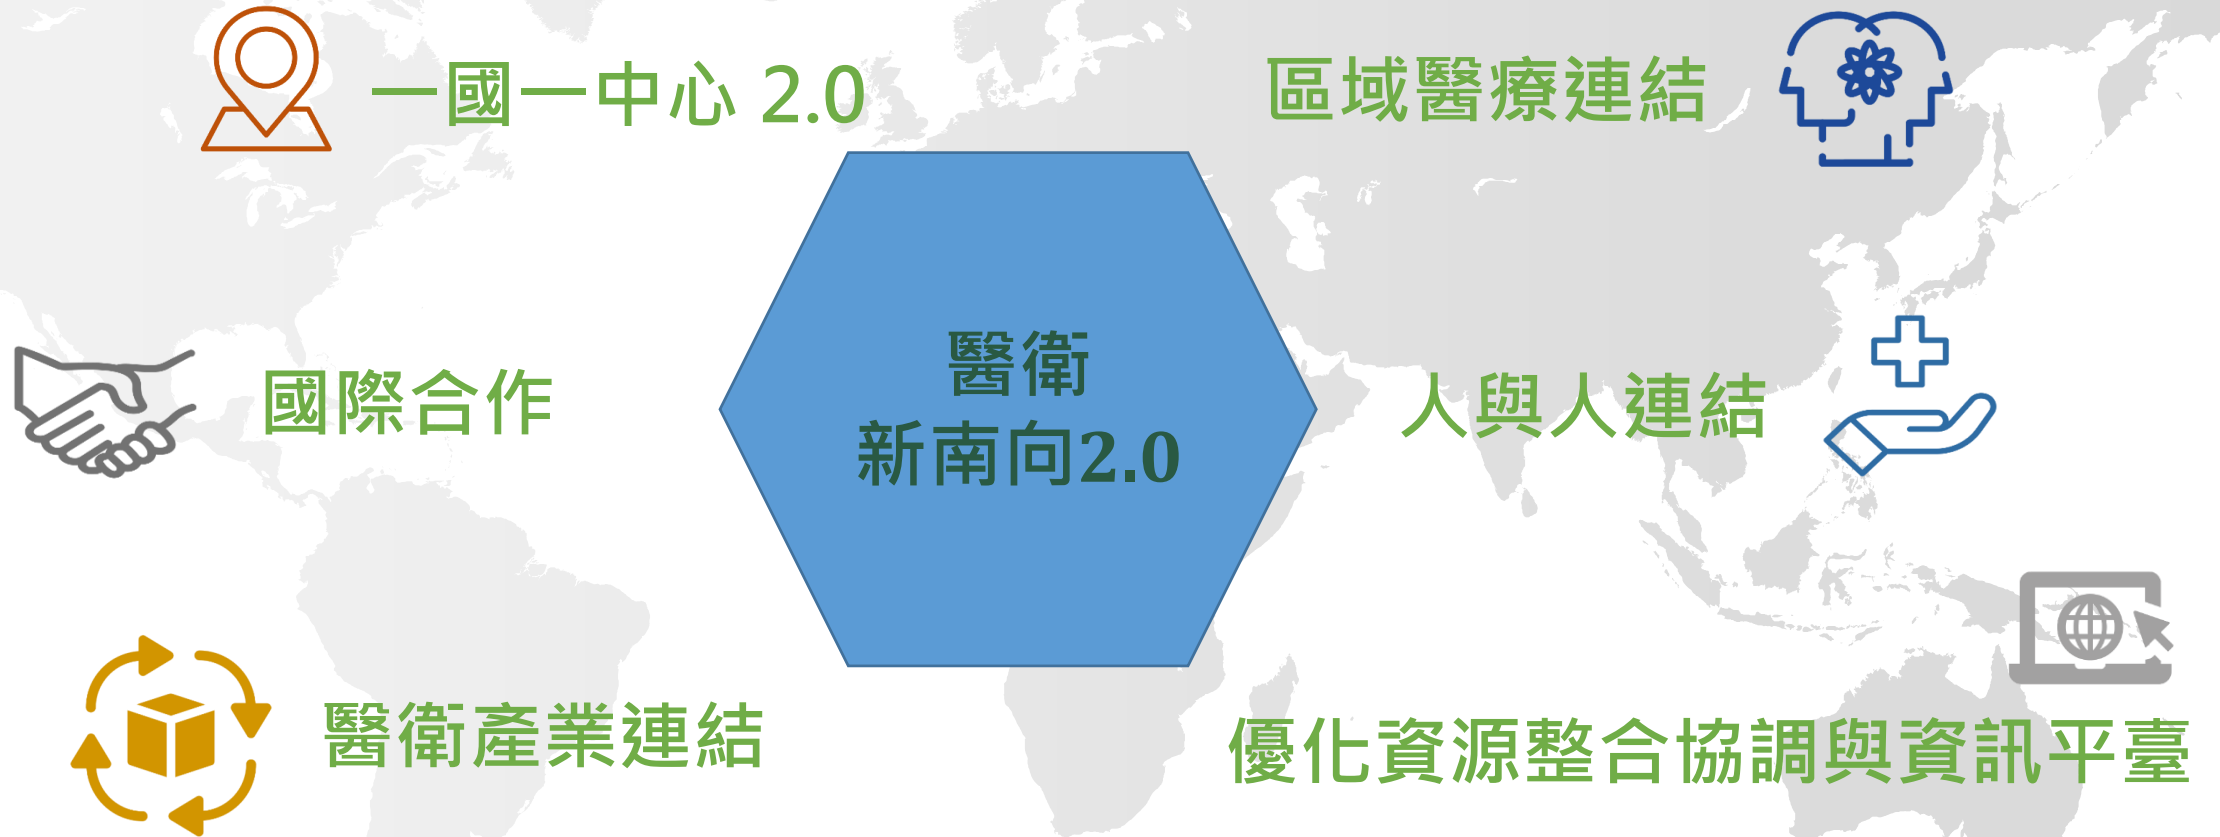 一國一中心 2.0
區域醫療連結
醫衛
新南向2.0
國際合作
人與人連結
醫衛產業連結
優化資源整合協調與資訊平臺